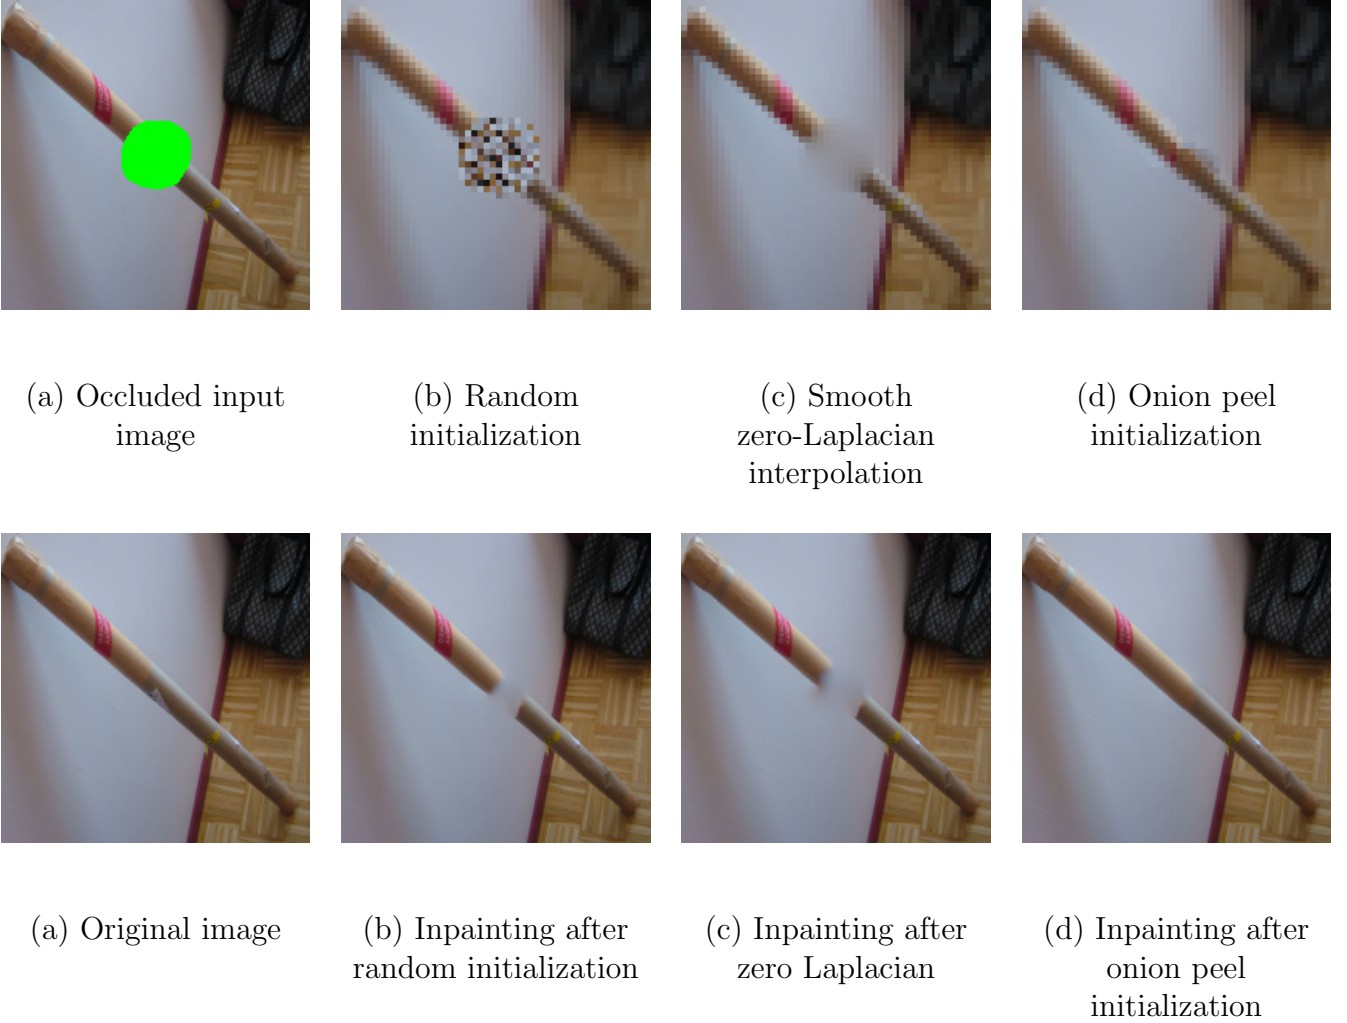 (a) Occluded input
image
(b) Random
initialization
(c) Smooth
zero-Laplacian
interpolation
(d) Onion peel
initialization
(a) Original image
(b) Inpainting after
random initialization
(c) Inpainting after
zero Laplacian
(d) Inpainting after
onion peel
initialization